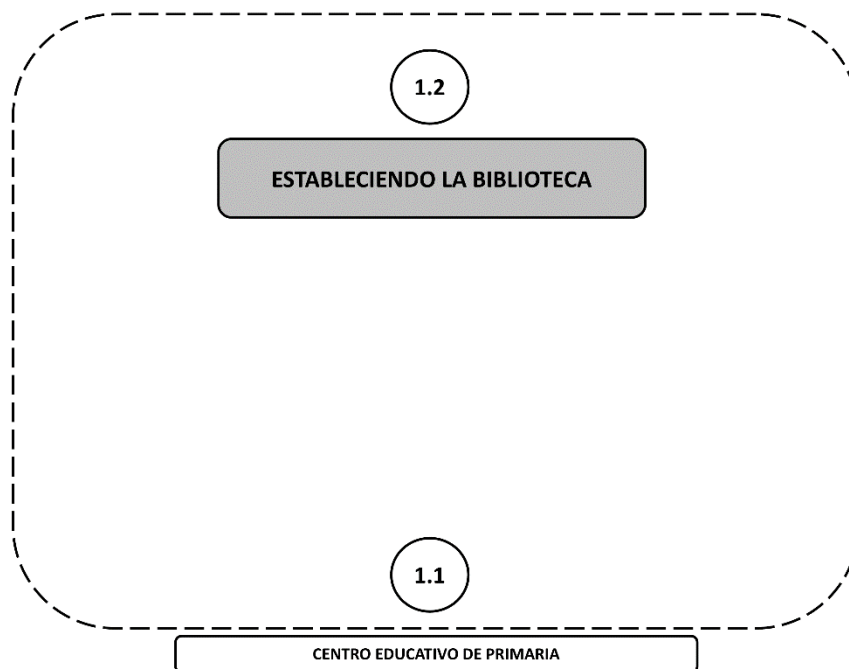 1.2
ESTABLECIENDO LA BIBLIOTECA
1.1
CENTRO EDUCATIVO DE PRIMARIA